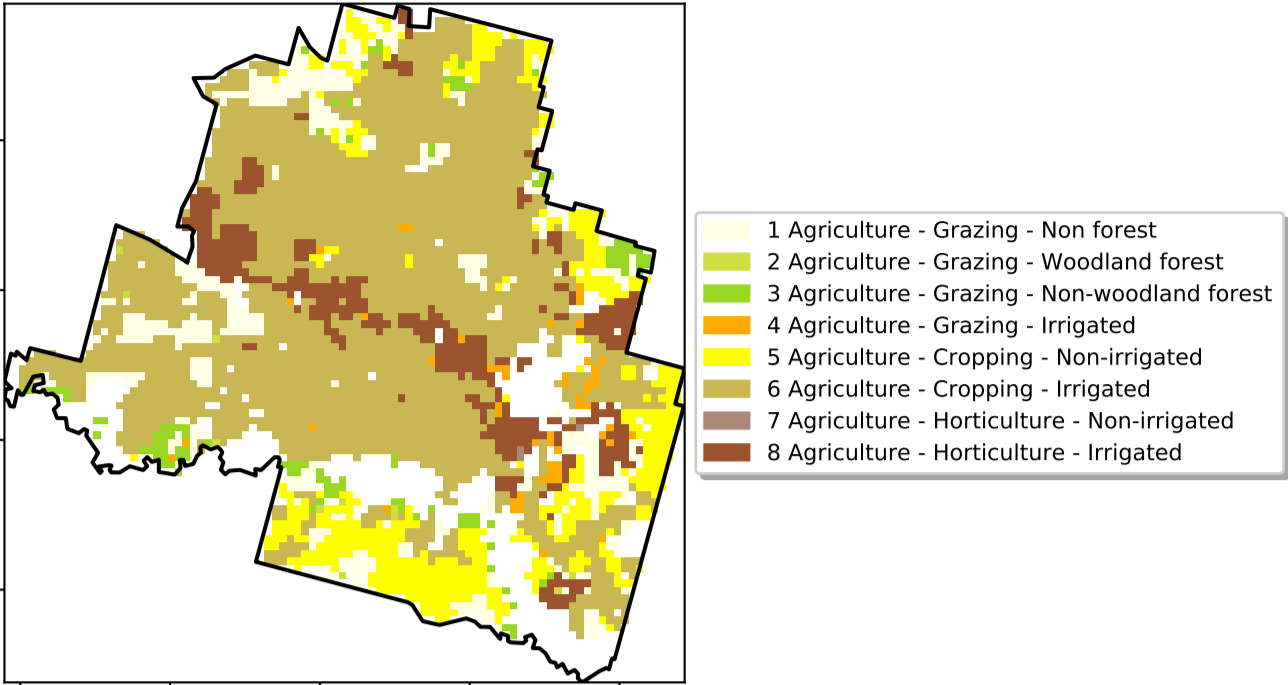 1 Agriculture - Grazing - Non forest
2 Agriculture - Grazing - Woodland forest
3 Agriculture - Grazing - Non-woodland forest
4 Agriculture - Grazing - Irrigated
5 Agriculture - Cropping - Non-irrigated
6 Agriculture - Cropping - Irrigated
7 Agriculture - Horticulture - Non-irrigated
8 Agriculture - Horticulture - Irrigated